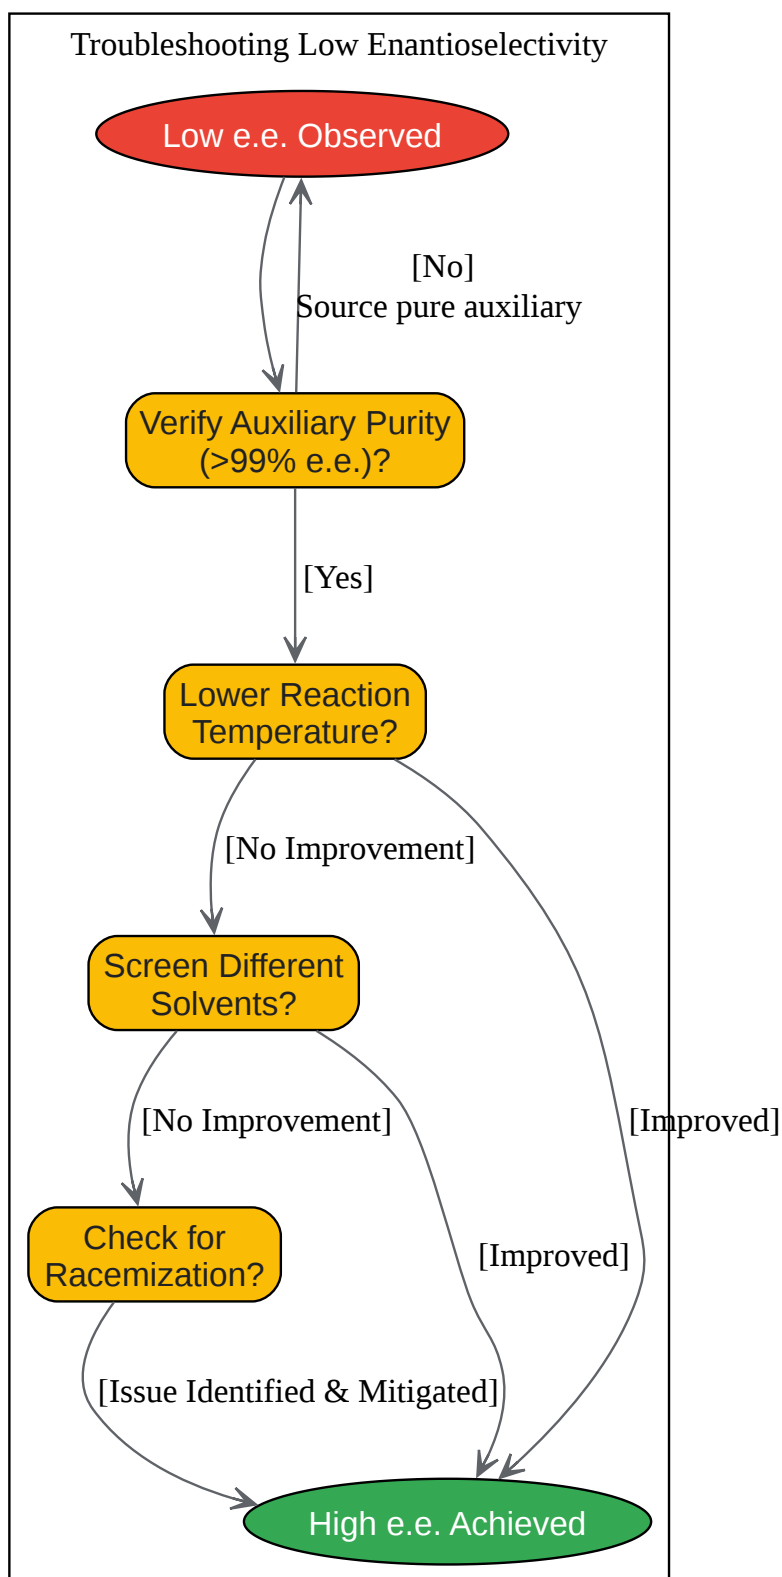 Troubleshooting Low Enantioselectivity
Low e.e. Observed
[No]
Source pure auxiliary
Verify Auxiliary Purity
(>99% e.e.)?
[Yes]
Lower Reaction
Temperature?
[No Improvement]
Screen Different
Solvents?
[No Improvement]
[Improved]
Check for
Racemization?
[Improved]
[Issue Identified & Mitigated]
High e.e. Achieved